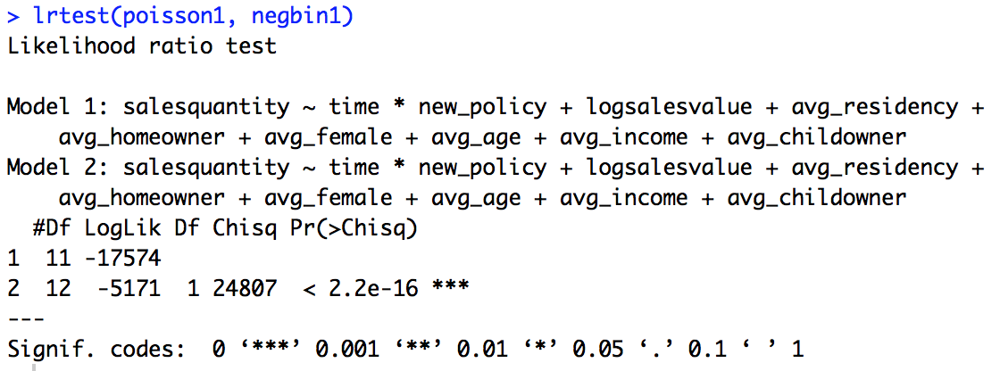 > lrtest(poisson1, negbin1)
Likelihood ratio test
Model 1: salesquantity ~ time * new_policy + logsalesvalue + avg_residency +
    avg_homeowner + avg_female + avg_age + avg_income + avg_childowner
Model 2: salesquantity ~ time * new_policy + logsalesvalue + avg_residency +
    avg_homeowner + avg_female + avg_age + avg_income + avg_childowner
  #Df LogLik Df Chisq Pr(>Chisq)
1  11 -17574
2  12  -5171  1 24807  < 2.2e-16 ***
---
Signif. codes:  0 ‘***’ 0.001 ‘**’ 0.01 ‘*’ 0.05 ‘.’ 0.1 ‘ ’ 1